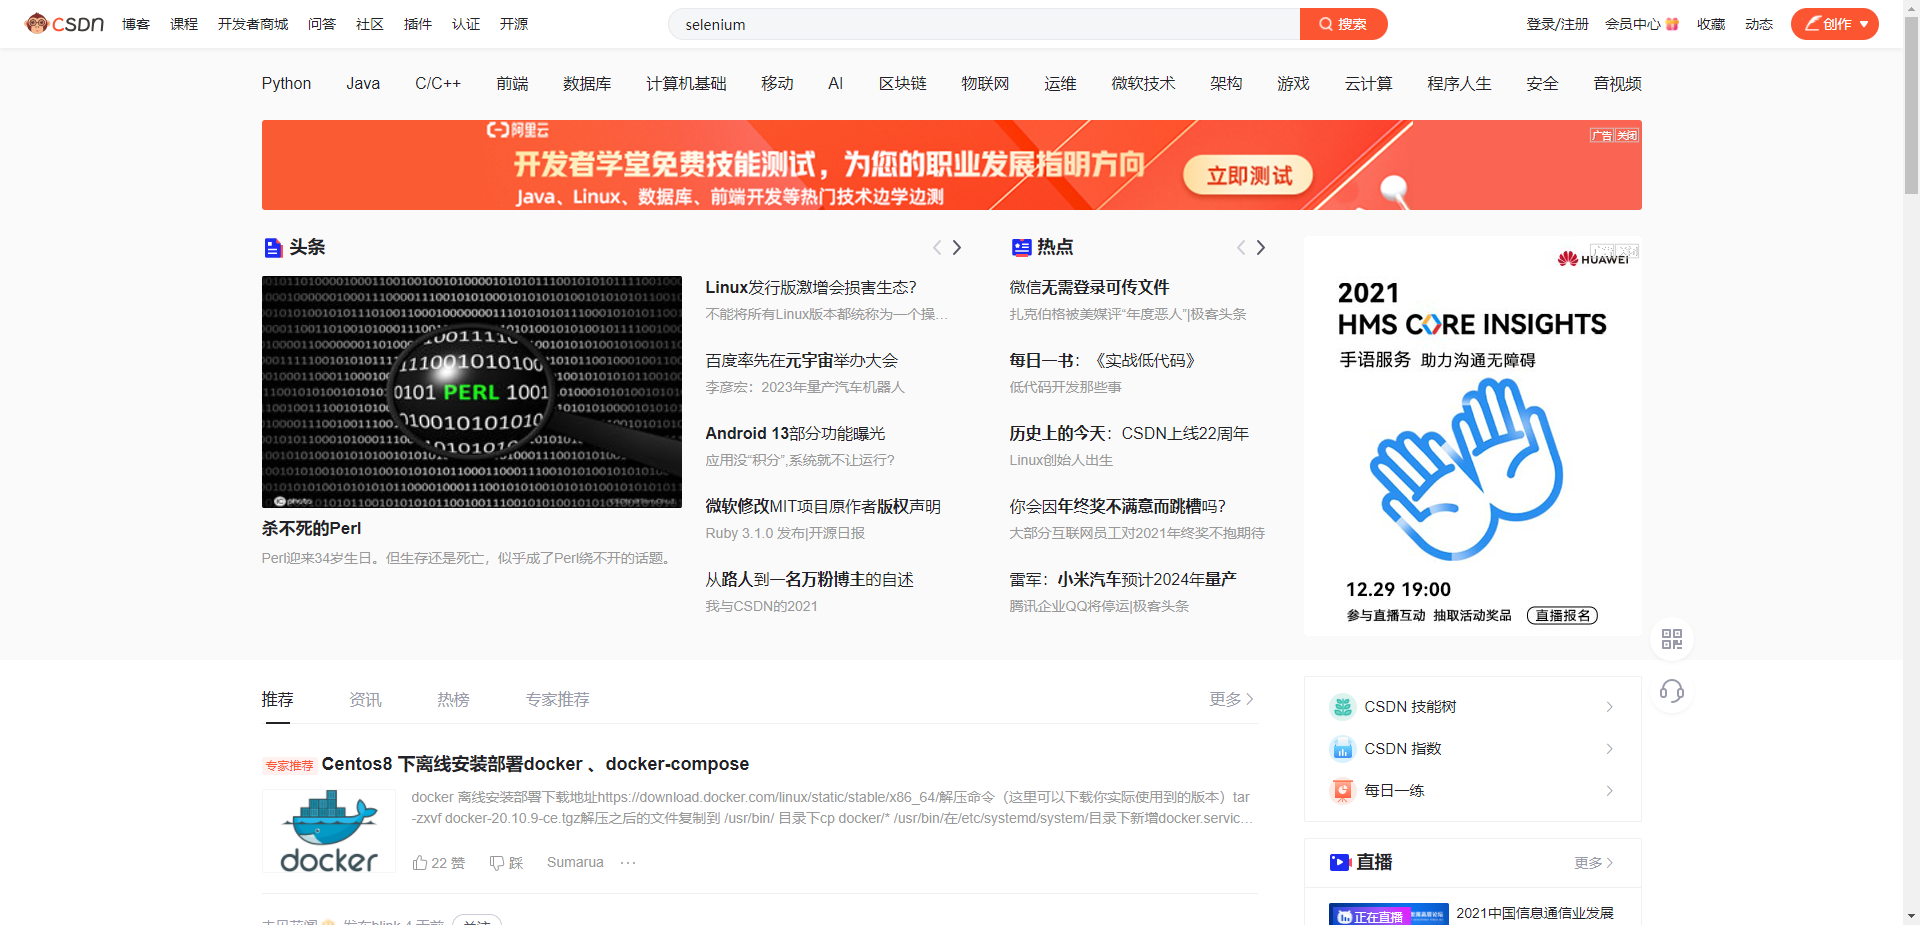 CSDN 博客 课程 开发者商城 问答 社区 插件 认证 开源 selenium 搜索 登录/注册 会员中心 收藏 动态 创作
Python Java C/C++ 前端 数据库 计算机基础 移动 AI 区块链 物联网 运维 微软技术 架构 游戏 云计算 程序人生 安全 音视频
阿里云
广告 关闭
开发者学堂免费技能测试，为您的职业发展指明方向
立即测试
Java、Linux、数据库、前端开发等热门技术边学边测
头条
PERL
杀不死的Perl
Perl迎来34岁生日。但生存还是死亡，似乎成了Perl绕不开的话题。
Linux发行版激增会损害生态？
不能将所有Linux版本都统称为一个操...
百度率先在元宇宙举办大会
李彦宏：2023年量产汽车机器人
Android 13部分功能曝光
应用没“积分”,系统就不让运行?
微软修改MIT项目原作者版权声明
Ruby 3.1.0 发布|开源日报
从路人到一名万粉博主的自述
我与CSDN的2021
热点
微信无需登录可传文件
扎克伯格被美媒评“年度恶人”|极客头条
每日一书：《实战低代码》
低代码开发那些事
历史上的今天：CSDN上线22周年
Linux创始人出生
你会因年终奖不满意而跳槽吗？
大部分互联网员工对2021年终奖不抱期待
雷军：小米汽车预计2024年量产
腾讯企业QQ将停运|极客头条
HUAWEI
2021
HMS CORE INSIGHTS
手语服务 助力沟通无障碍
12.29 19:00
参与直播互动 抽取活动奖品 直播报名
推荐 资讯 热榜 专家推荐 更多
专家推荐 Centos8 下离线安装部署docker 、docker-compose
docker
docker 离线安装部署下载地址https://download.docker.com/linux/static/stable/x86_64/解压命令（这里可以下载你实际使用到的版本）tar
-zxvf docker-20.10.9-ce.tgz解压之后的文件复制到 /usr/bin/ 目录下cp docker/* /usr/bin/在/etc/systemd/system/目录下新增docker.servic...
22 赞 踩 Sumarua ···
CSDN 技能树
CSDN 指数
每日一练
直播 更多
正在直播
2021中国信息通信业发展